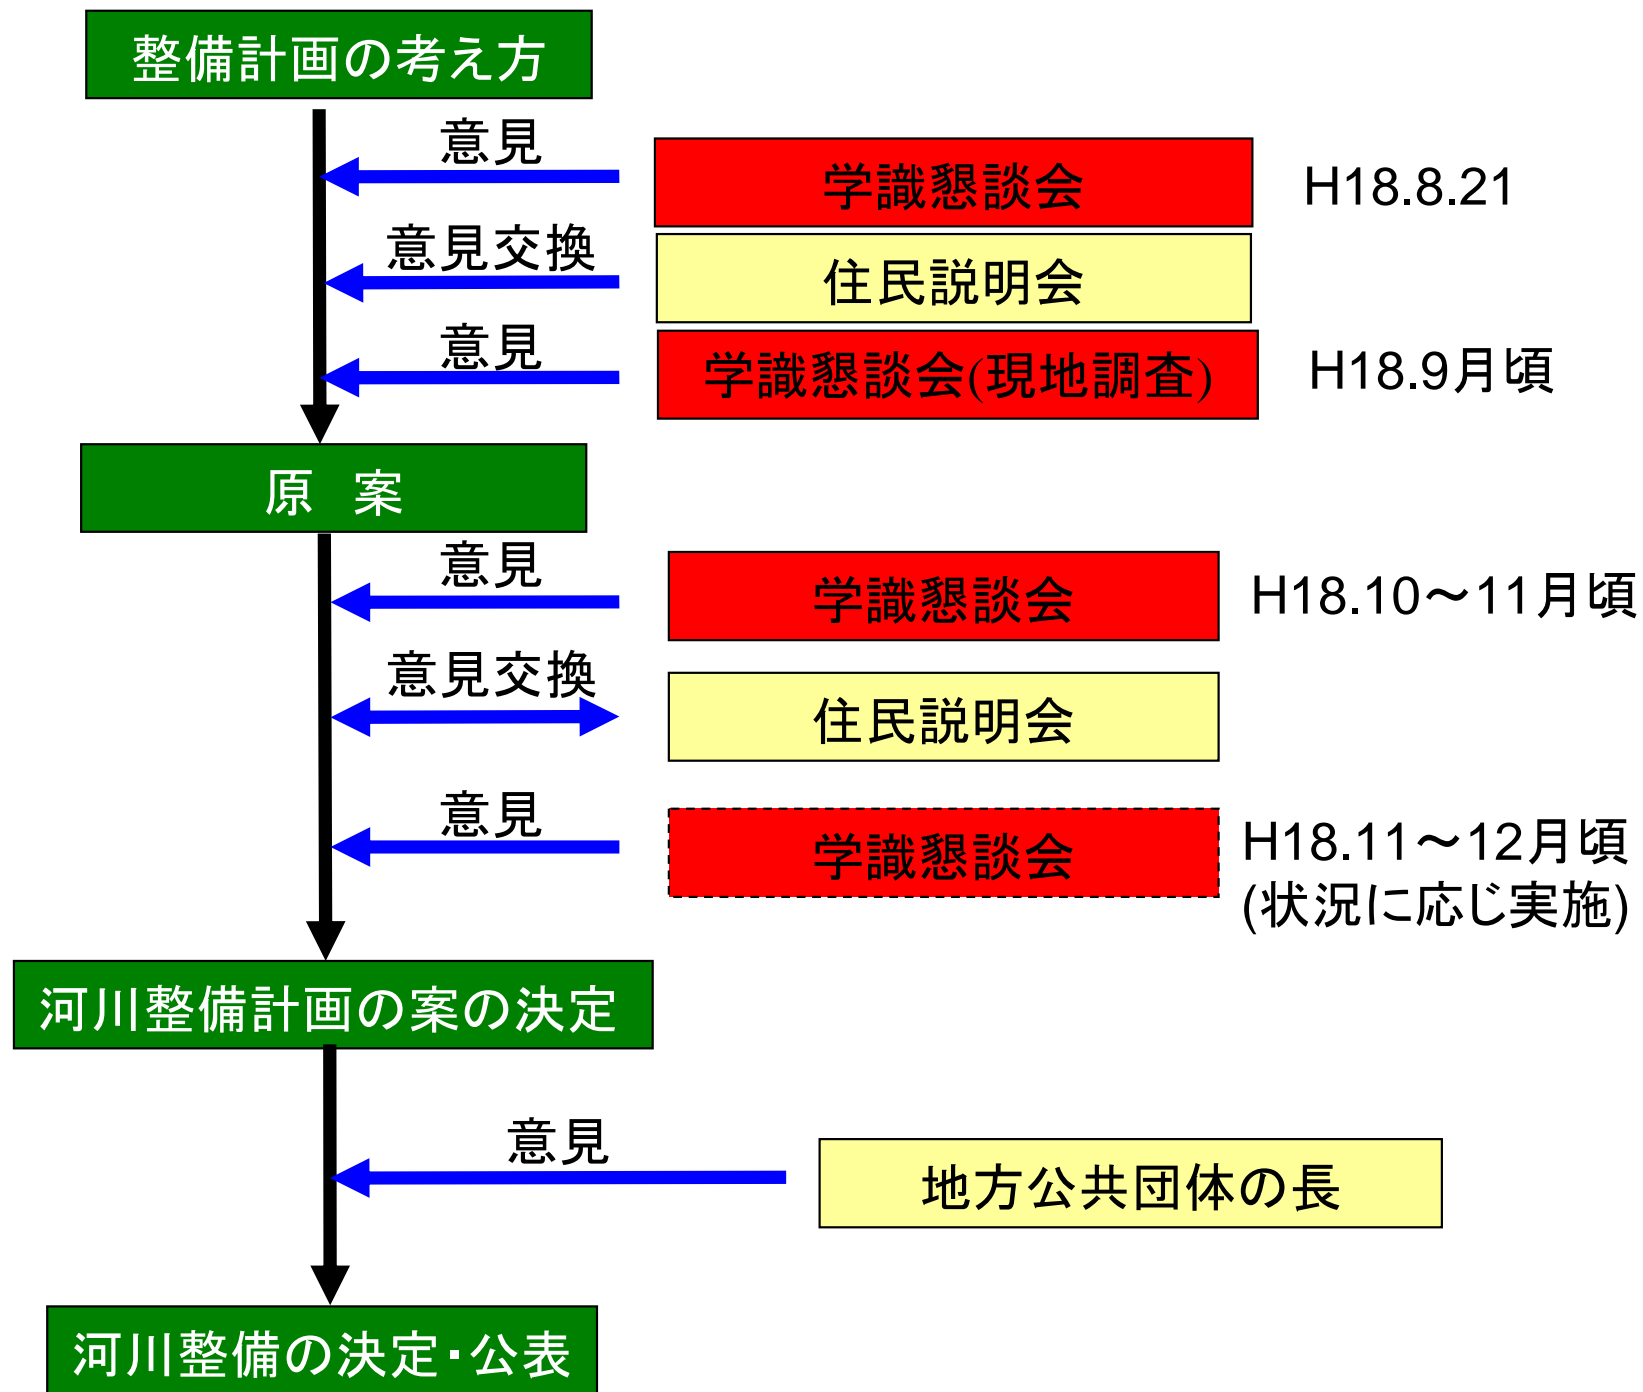 整備計画の考え方
意見
学識懇談会
H18.8.21
意見交換
住民説明会
意見
学識懇談会(現地調査)
H18.9月頃
原　案
意見
学識懇談会
H18.10～11月頃
意見交換
住民説明会
意見
学識懇談会
H18.11～12月頃
(状況に応じ実施)
河川整備計画の案の決定
意見
地方公共団体の長
河川整備の決定・公表